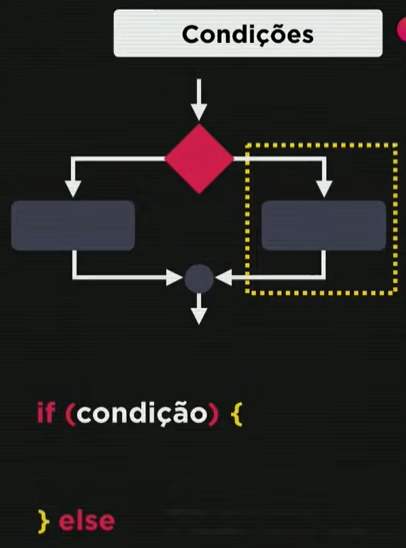 Condições
if (condição) {
} else